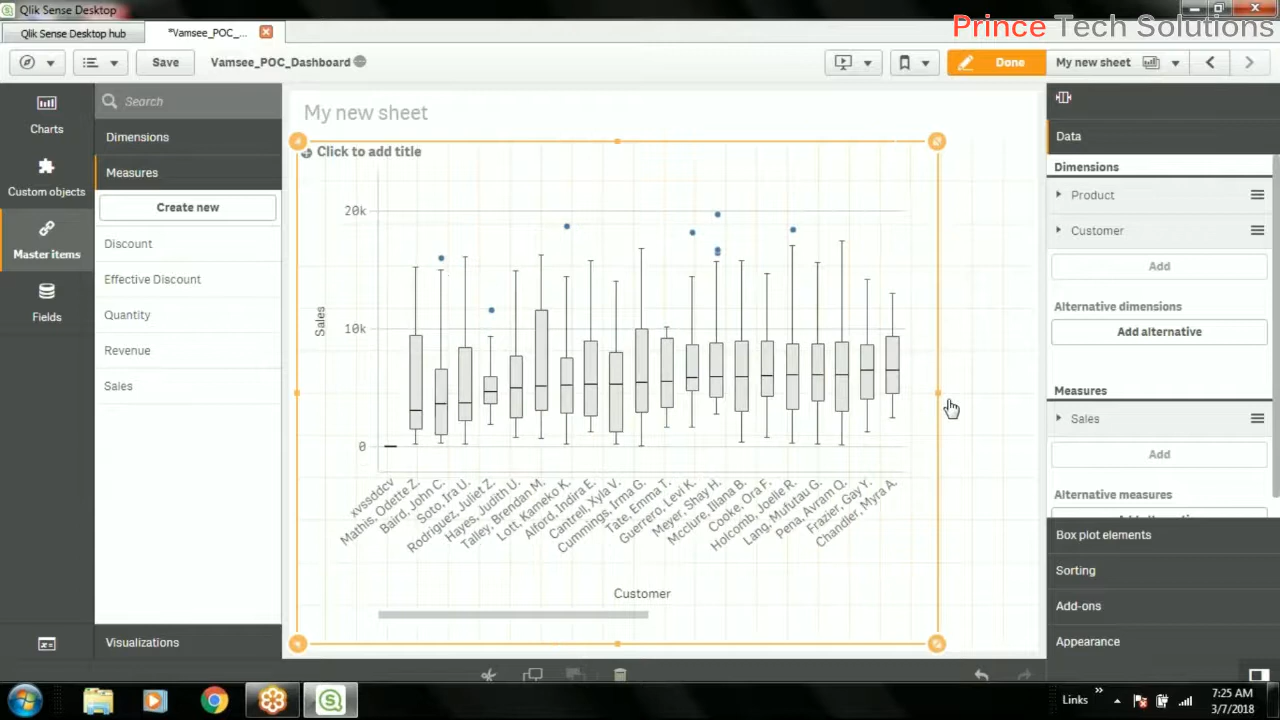 Qlik Sense Desktop
Prince Tech Solutions
Qlik Sense Desktop hub
*Vamsee_POC_...
Save
Vamsee_POC_Dashboard
Done
My new sheet
Charts
Custom objects
Master items
Fields
Search
Dimensions
Measures
Create new
Discount
Effective Discount
Quantity
Revenue
Sales
Visualizations
My new sheet
Click to add title
20k
10k
0
Sales
xvssddcv
Mathis, Odette Z.
Baird, John C.
Soto, Ira U.
Rodriguez, Juliet Z.
Hayes, Judith U.
Talley, Brendan M.
Lott, Kameko K.
Alford, Indira E.
Cantrell, Xyla V.
Cummings, Irma G.
Tate, Emma T.
Guerrero, Levi K.
Meyer, Shay H.
Mcclure, Illana B.
Cooke, Ora F.
Holcomb, Joelle R.
Lang, Mufutau G.
Pena, Avram Q.
Frazier, Gay Y.
Chandler, Myra A.
Customer
Data
Dimensions
Product
Customer
Add
Alternative dimensions
Add alternative
Measures
Sales
Add
Alternative measures
Box plot elements
Sorting
Add-ons
Appearance
Links
7:25 AM
3/7/2018